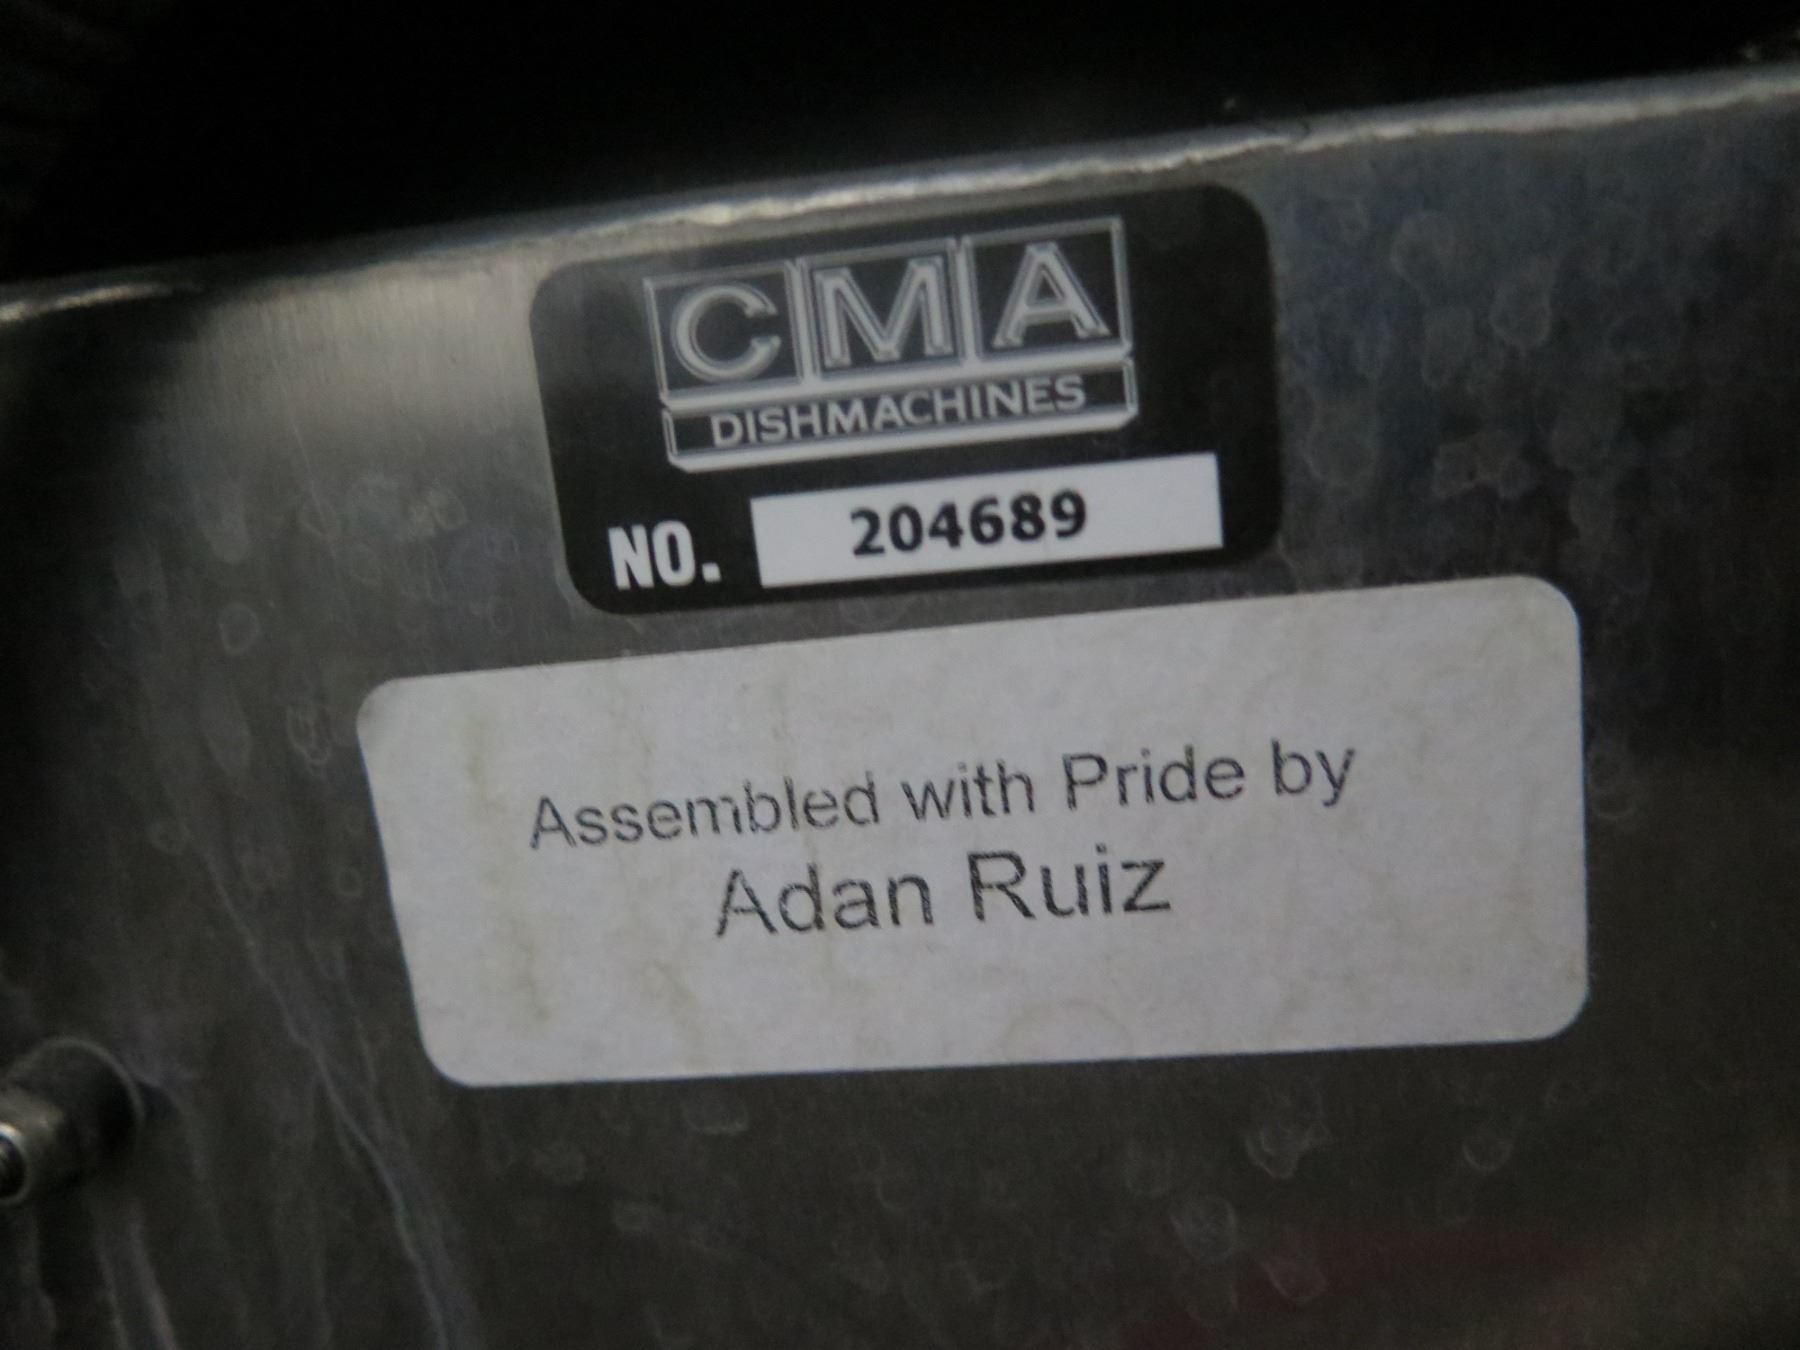 CMA
DISHMACHINES
NO. 204689
Assembled with Pride by
Adan Ruiz